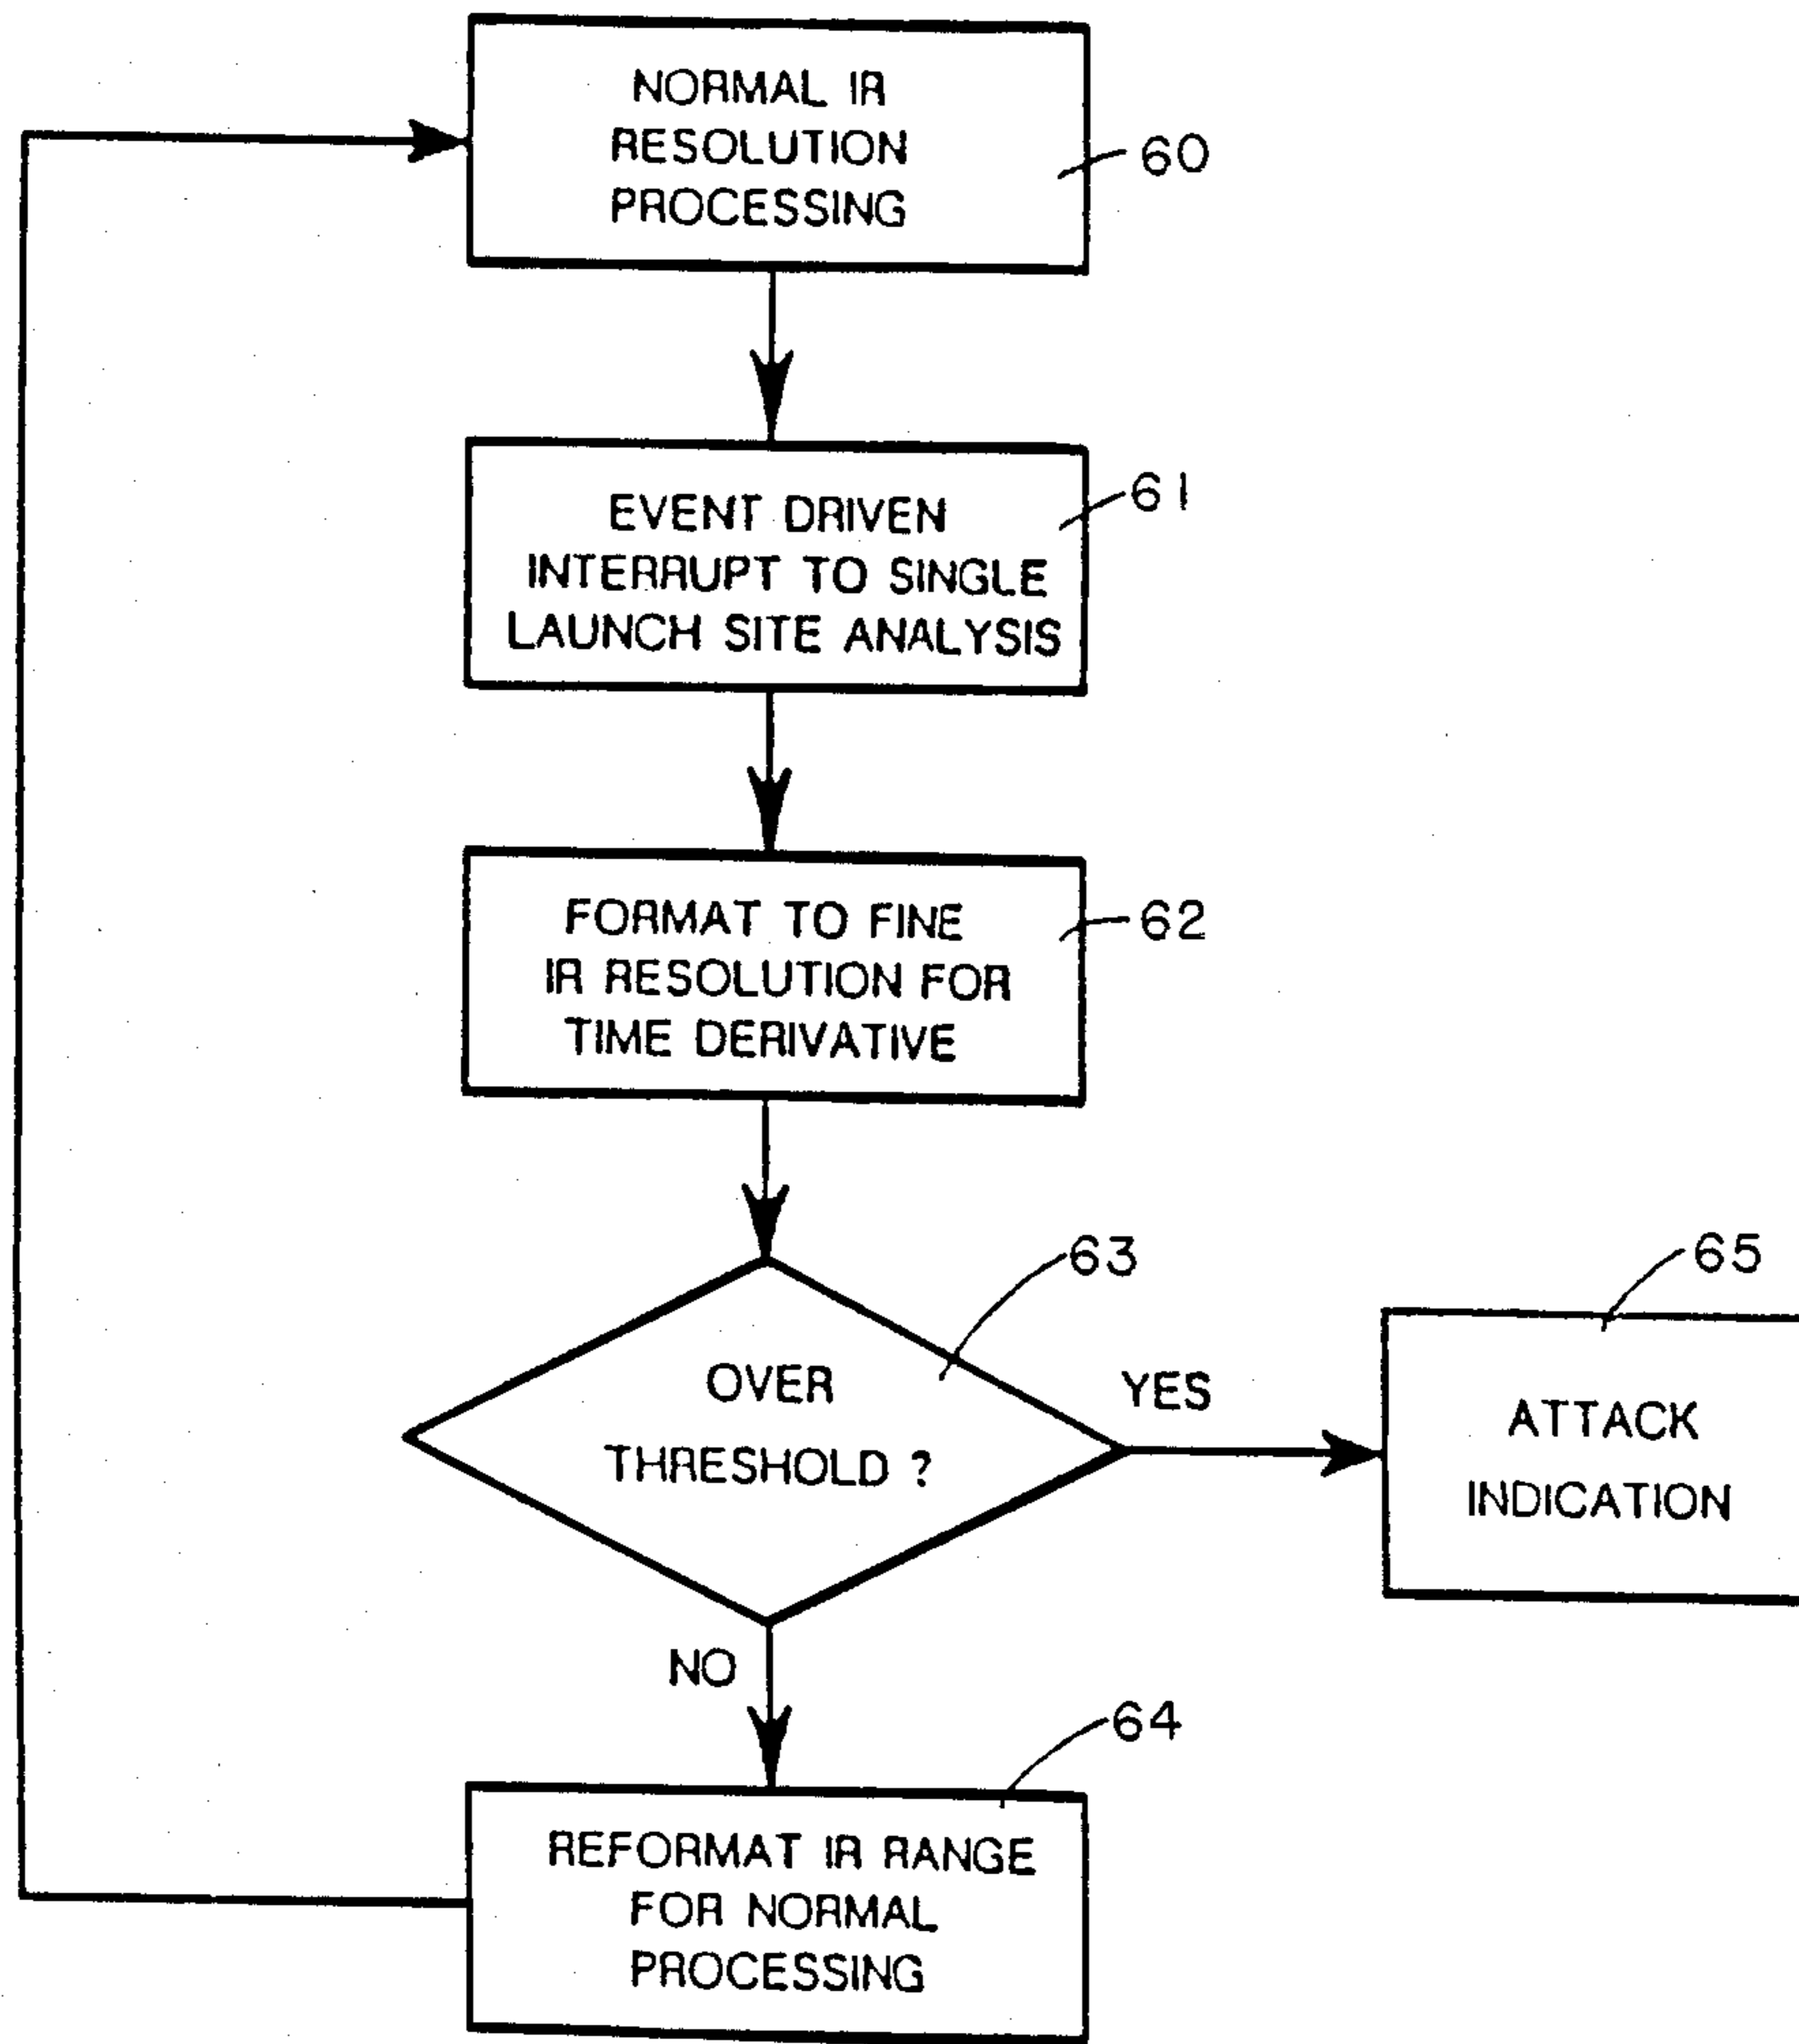 NORMAL IR
RESOLUTION
PROCESSING
60
EVENT DRIVEN
INTERRUPT TO SINGLE
LAUNCH SITE ANALYSIS
61
FORMAT TO FINE
IR RESOLUTION FOR
TIME DERIVATIVE
62
OVER
THRESHOLD ?
63
YES
ATTACK
INDICATION
65
NO
REFORMAT IR RANGE
FOR NORMAL
PROCESSING
64